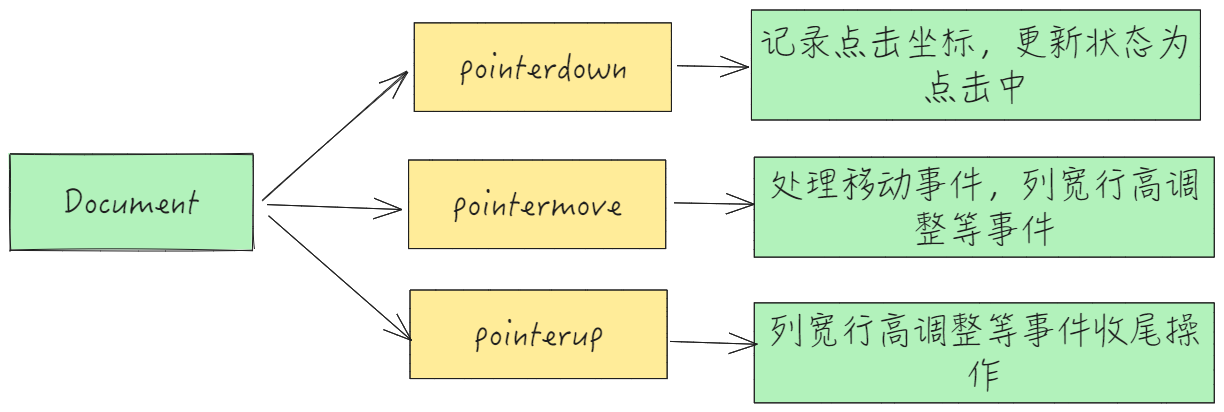 Document
pointerdown
记录点击坐标，更新状态为
点击中
pointermove
处理移动事件，列宽行高调
整等事件
pointerup
列宽行高调整等事件收尾操
作